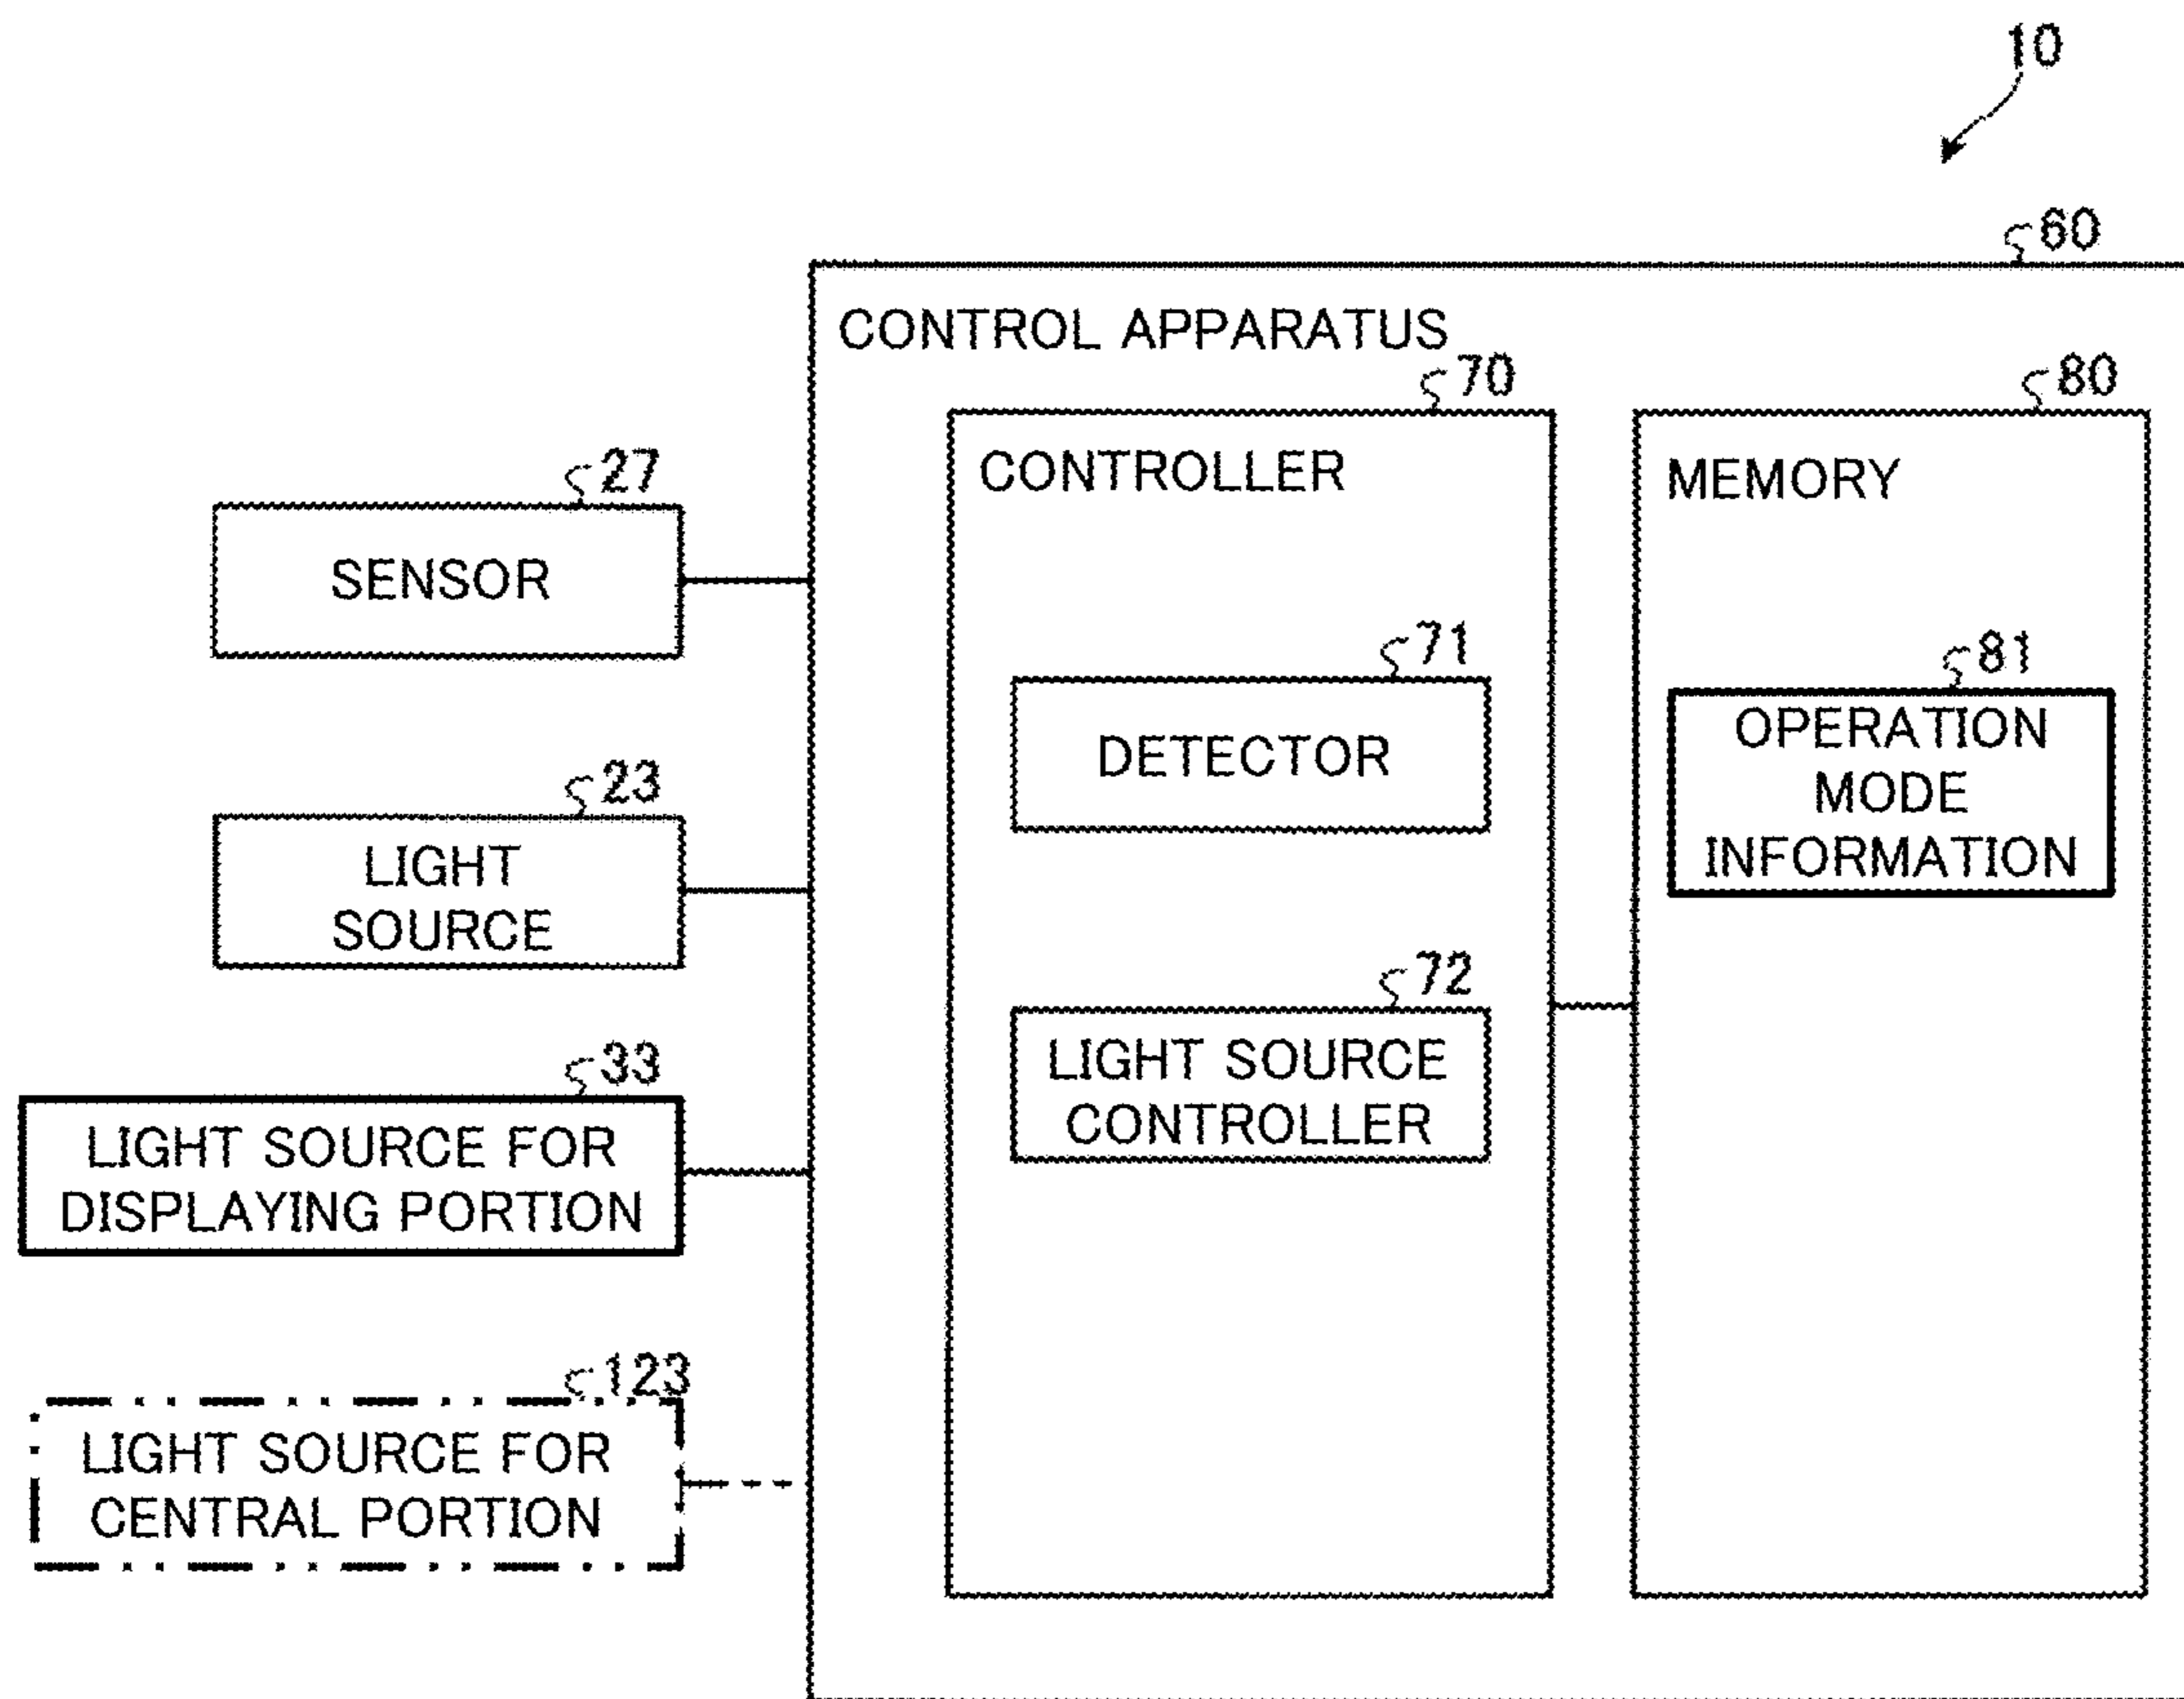 10
60
CONTROL APPARATUS
70
80
CONTROLLER
MEMORY
27
SENSOR
71
DETECTOR
81
OPERATION
MODE
INFORMATION
23
LIGHT
SOURCE
72
LIGHT SOURCE
CONTROLLER
33
LIGHT SOURCE FOR
DISPLAYING PORTION
123
LIGHT SOURCE FOR
CENTRAL PORTION